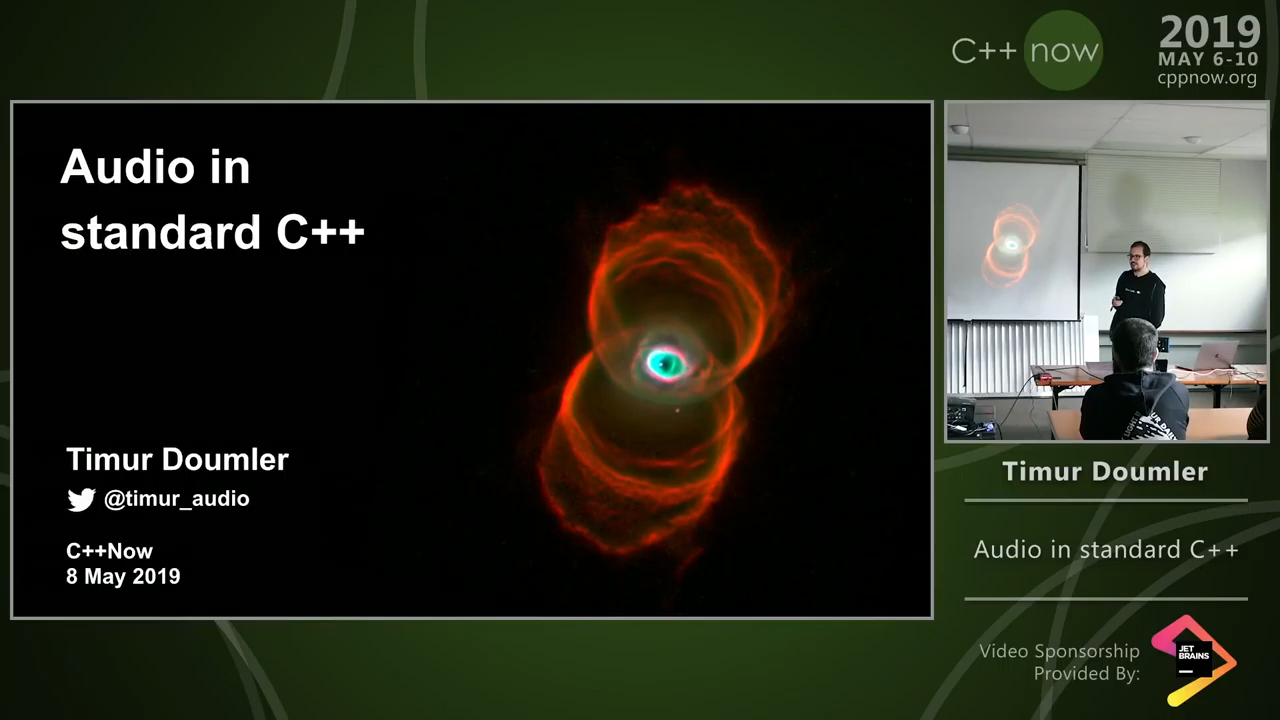 C++ now
2019
MAY 6-10
cppnow.org
Audio in
standard C++
Timur Doumler
@timur_audio
C++Now
8 May 2019
Timur Doumler
Audio in standard C++
Video Sponsorship
Provided By:
JET
BRAINS